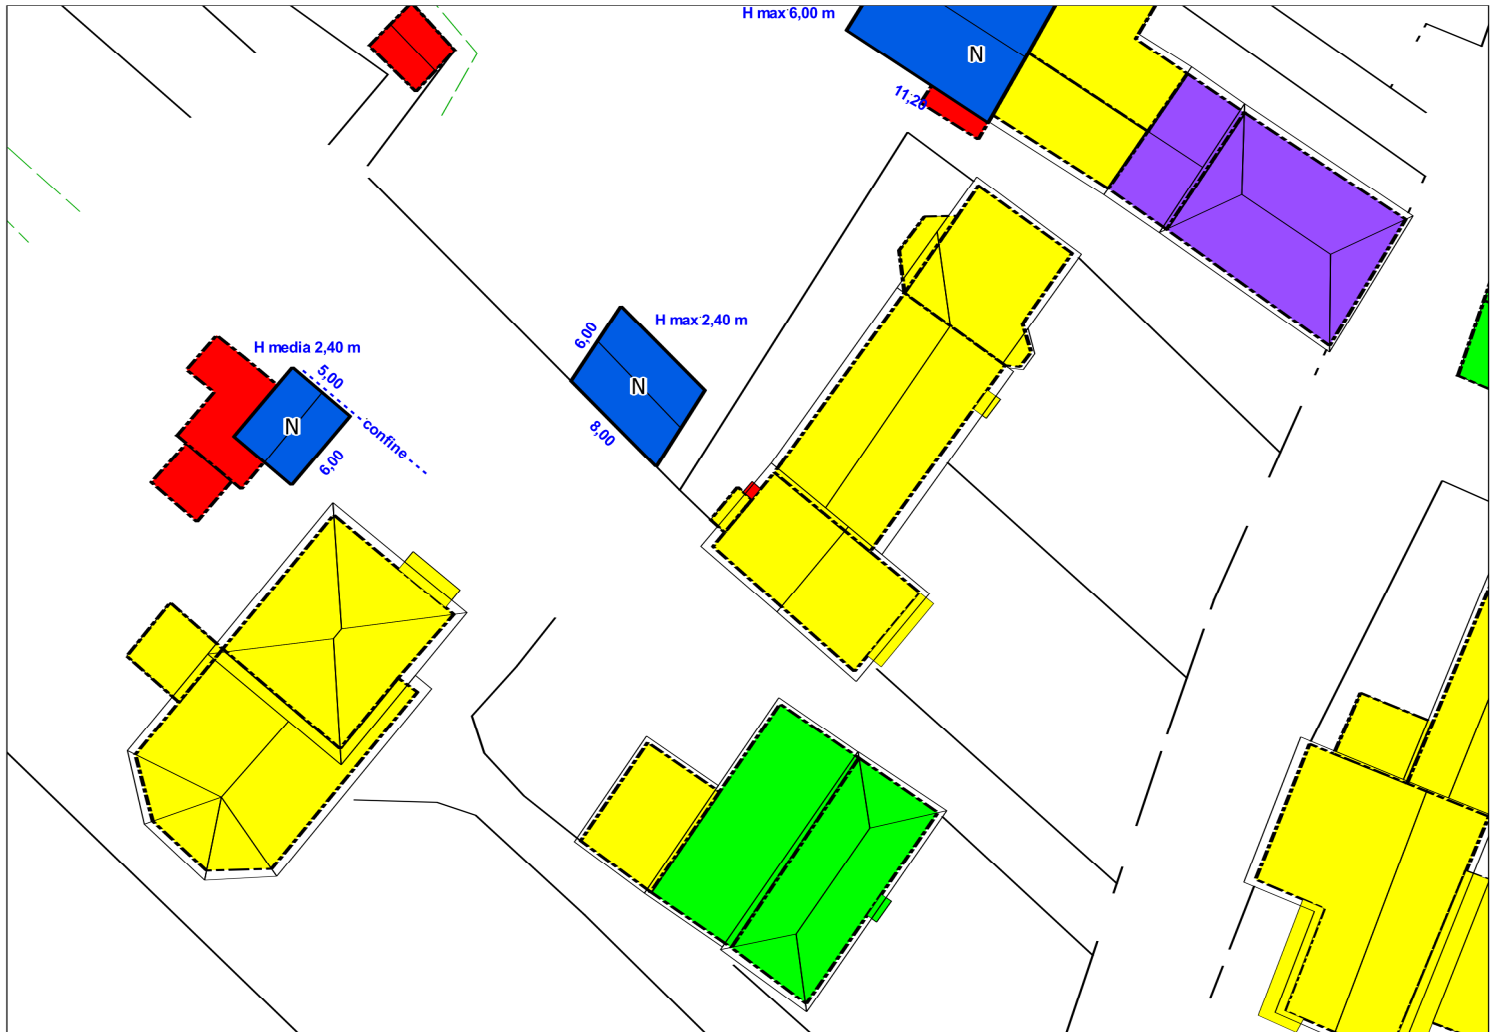 H max 6,00 m
N
11,20
6,00
H max 2,40 m
N
8,00
H media 2,40 m
5,00
N
confine
6,00